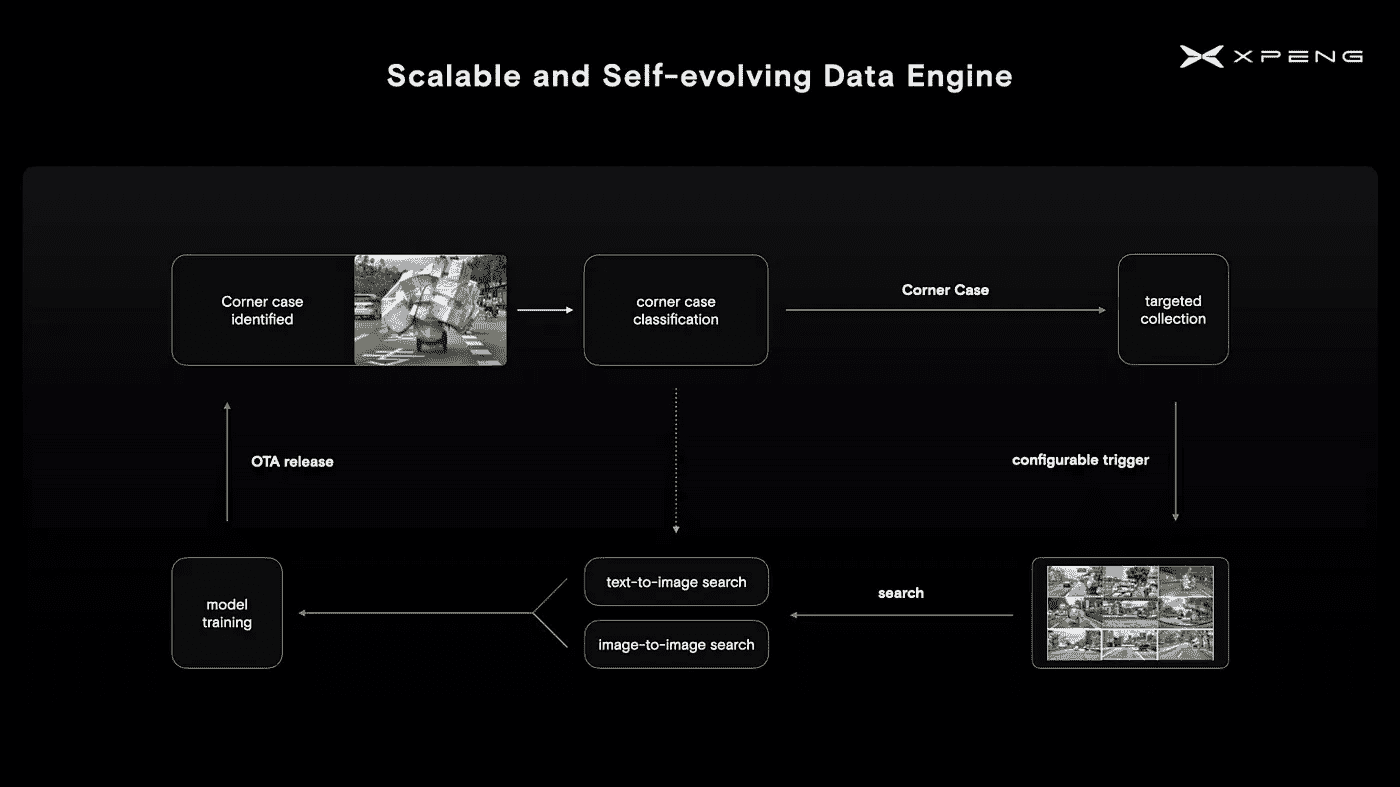 XPENG
Scalable and Self-evolving Data Engine
Corner case
identified
corner case
classification
Corner Case
targeted
collection
OTA release
configurable trigger
model
training
text-to-image search
image-to-image search
search